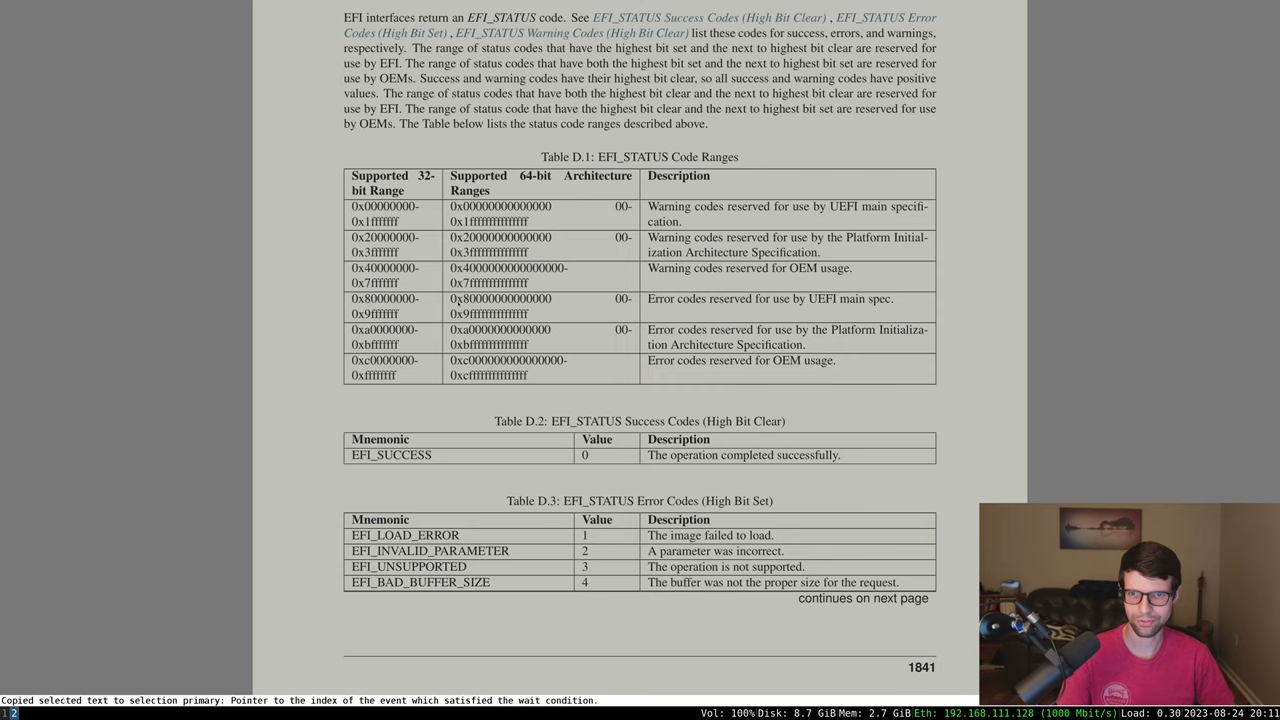 EFI interfaces return an EFI_STATUS code. See EFI_STATUS Success Codes (High Bit Clear) , EFI_STATUS Error
Codes (High Bit Set) , EFI_STATUS Warning Codes (High Bit Clear) list these codes for success, errors, and warnings,
respectively. The range of status codes that have the highest bit set and the next to highest bit clear are reserved for
use by EFI. The range of status codes that have both the highest bit set and the next to highest bit set are reserved for
use by OEMs. Success and warning codes have their highest bit clear, so all success and warning codes have positive
values. The range of status codes that have both the highest bit clear and the next to highest bit clear are reserved for
use by EFI. The range of status code that have the highest bit clear and the next to highest bit set are reserved for use
by OEMs. The Table below lists the status code ranges described above.
Table D.1: EFI_STATUS Code Ranges
Supported 32- Supported 64-bit Architecture Description
bit Range Ranges
0x00000000- 0x00000000000000 00- Warning codes reserved for use by UEFI main specifi-
0x1fffffff 0x1fffffffffffffff cation.
0x20000000- 0x20000000000000 00- Warning codes reserved for use by the Platform Initial-
0x3fffffff 0x3fffffffffffffff ization Architecture Specification.
0x40000000- 0x4000000000000000- Warning codes reserved for OEM usage.
0x7fffffff 0x7fffffffffffffff
0x80000000- 0x80000000000000 00- Error codes reserved for use by UEFI main spec.
0x9fffffff 0x9fffffffffffffff
0xa0000000- 0xa0000000000000 00- Error codes reserved for use by the Platform Initializa-
0xbfffffff 0xbfffffffffffffff tion Architecture Specification.
0xc0000000- 0xc000000000000000- Error codes reserved for OEM usage.
0xffffffff 0xcfffffffffffffff
Table D.2: EFI_STATUS Success Codes (High Bit Clear)
Mnemonic Value Description
EFI_SUCCESS 0 The operation completed successfully.
Table D.3: EFI_STATUS Error Codes (High Bit Set)
Mnemonic Value Description
EFI_LOAD_ERROR 1 The image failed to load.
EFI_INVALID_PARAMETER 2 A parameter was incorrect.
EFI_UNSUPPORTED 3 The operation is not supported.
EFI_BAD_BUFFER_SIZE 4 The buffer was not the proper size for the request.
continues on next page
1841
Copied selected text to selection primary: Pointer to the index of the event which satisfied the wait condition.
1 2 Vol: 100% Disk: 8.7 GiB Mem: 2.7 GiB Eth: 192.168.111.128 (1000 Mbit/s) Load: 0.30 2023-08-24 20:11